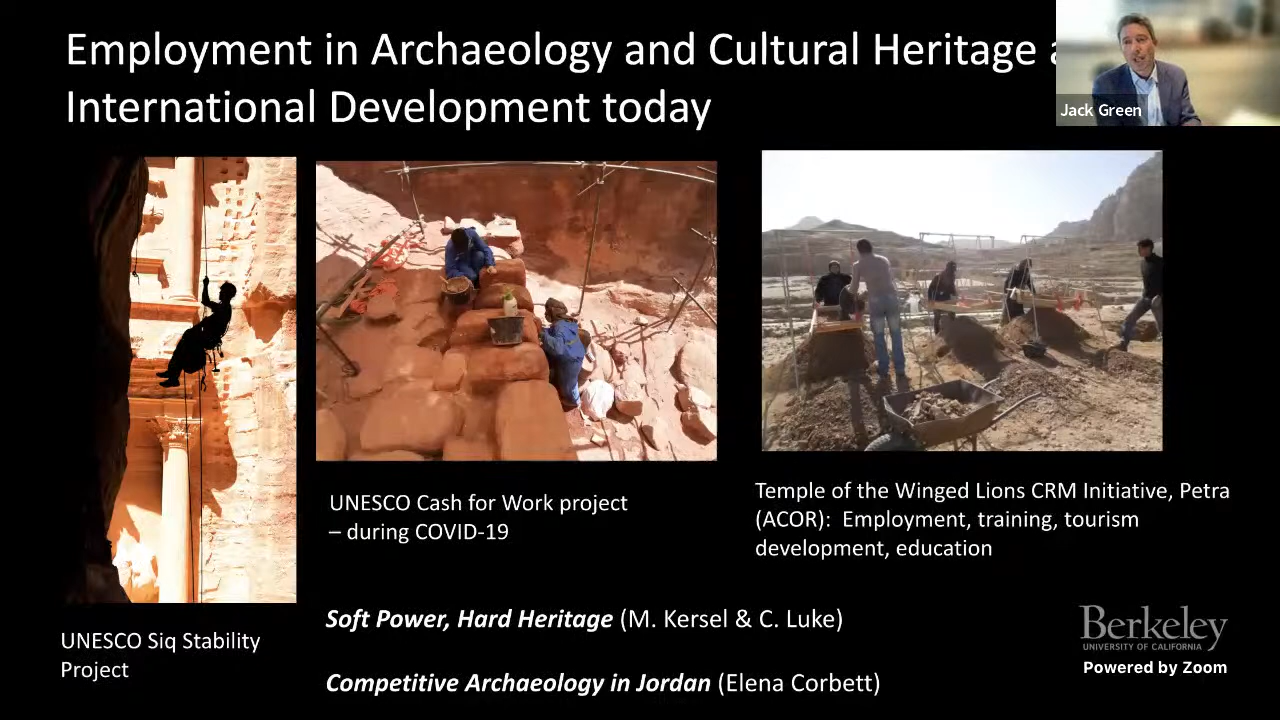 Employment in Archaeology and Cultural Heritage
International Development today
Jack Green
UNESCO Cash for Work project
– during COVID-19
Temple of the Winged Lions CRM Initiative, Petra
(ACOR): Employment, training, tourism
development, education
UNESCO Siq Stability
Project
Soft Power, Hard Heritage (M. Kersel & C. Luke)
Competitive Archaeology in Jordan (Elena Corbett)
Berkeley
UNIVERSITY OF CALIFORNIA
Powered by Zoom